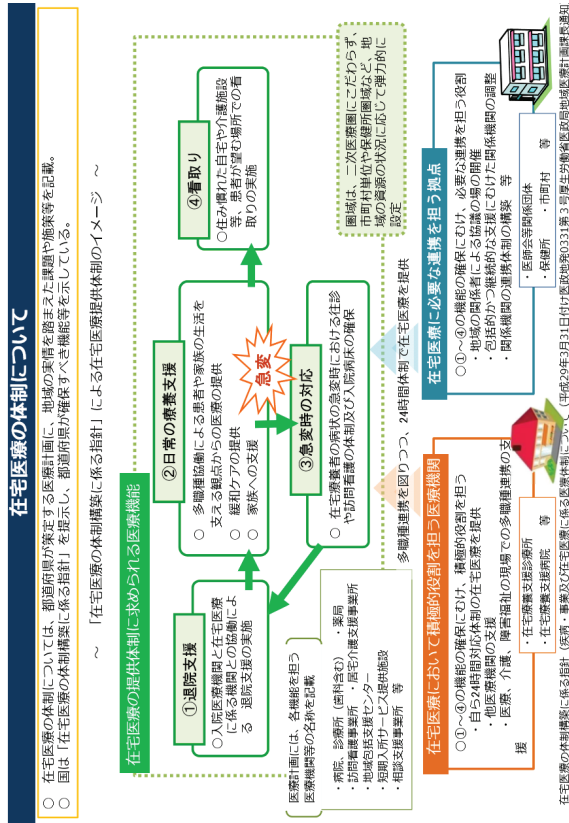 在宅医療の体制について
○ 在宅医療の体制については、都道府県が策定する医療計画に、地域の実情を踏まえた課題や施策等を記載。
○ 国は「在宅医療の体制構築に係る指針」を提示し、都道府県が確保すべき機能等を示している。
～ 「在宅医療の体制構築に係る指針」による在宅医療提供体制のイメージ ～
在宅医療の提供体制に求められる医療機能
①退院支援
○入院医療機関と在宅医療
に係る機関との協働によ
る 退院支援の実施
②日常の療養支援
○ 多職種協働による患者や家族の生活を
支える観点からの医療の提供
○ 緩和ケアの提供
○ 家族への支援
急変
③急変時の対応
○ 在宅療養者の病状の急変時における往診
や訪問看護の体制及び入院病床の確保
④看取り
○住み慣れた自宅や介護施設
等、患者が望む場所での看
取りの実施
医療計画には、各機能を担う
医療機関等の名称を記載
・病院、診療所（歯科含む） ・薬局
・訪問看護事業所 ・居宅介護支援事業所
・地域包括支援センター
・短期入所サービス提供施設
・相談支援事業所 等
圏域は、二次医療圏にこだわらず、
市町村単位や保健所圏域など、地
域の資源の状況に応じて弾力的に
設定
多職種連携を図りつつ、24時間体制で在宅医療を提供
在宅医療において積極的役割を担う医療機関
○①～④の機能の確保にむけ、積極的役割を担う
・自ら24時間対応体制の在宅医療を提供
・他医療機関の支援
・医療、介護、障害福祉の現場での多職種連携の支
援
・在宅療養支援診療所
・在宅療養支援病院 等
在宅医療に必要な連携を担う拠点
○①～④の機能の確保にむけ、必要な連携を担う役割
・地域の関係者による協議の場の開催
・包括的かつ継続的な支援にむけた関係機関の調整
・関係機関の連携体制の構築 等
・医師会等関係団体
・保健所 ・市町村 等
在宅医療の体制構築に係る指針（疾病・事業及び在宅医療に係る医療体制について（平成29年3月31日付け医政地発0331第３号厚生労働省医政局地域医療計画課長通知